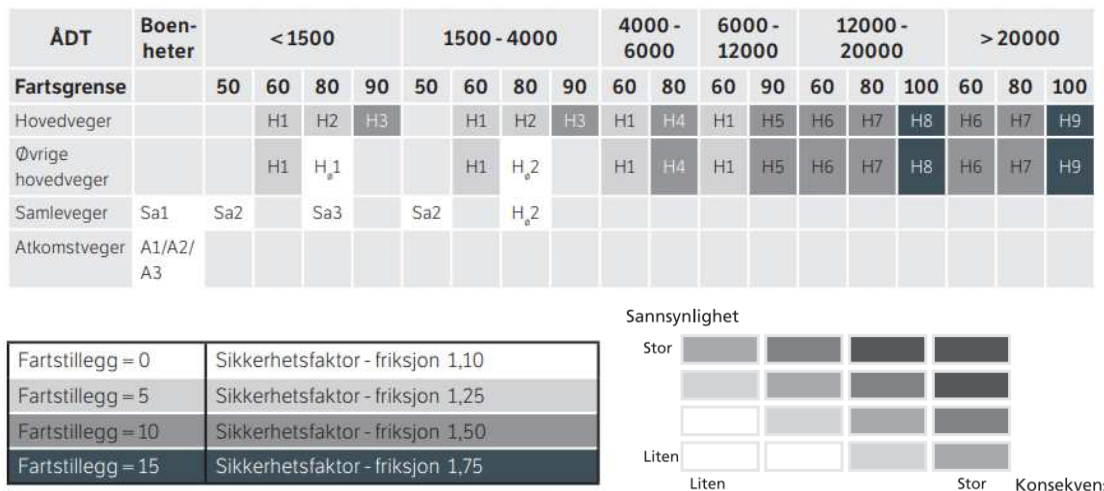 ÅDT Boen- heter <1500 1500 - 4000 4000 - 6000 6000 - 12000 12000 - 20000 > 20000
Fartsgrense 50 60 80 90 50 60 80 90 60 80 60 90 60 80 100 60 80 100
Hovedveger H1 H2 H3 H1 H2 H3 H1 H4 H1 H5 H6 H7 H8 H6 H7 H9
Øvrige hovedveger H1 Hø1 H1 Hø2 H1 H4 H1 H5 H6 H7 H8 H6 H7 H9
Samleveger Sa1 Sa2 Sa3 Sa2 Hø2
Atkomstveger A1/A2/ A3
Fartstillegg = 0 Sikkerhetsfaktor - friksjon 1,10
Fartstillegg = 5 Sikkerhetsfaktor - friksjon 1,25
Fartstillegg = 10 Sikkerhetsfaktor - friksjon 1,50
Fartstillegg = 15 Sikkerhetsfaktor - friksjon 1,75
Sannsynlighet
Stor
Liten
Liten Stor Konsekvens